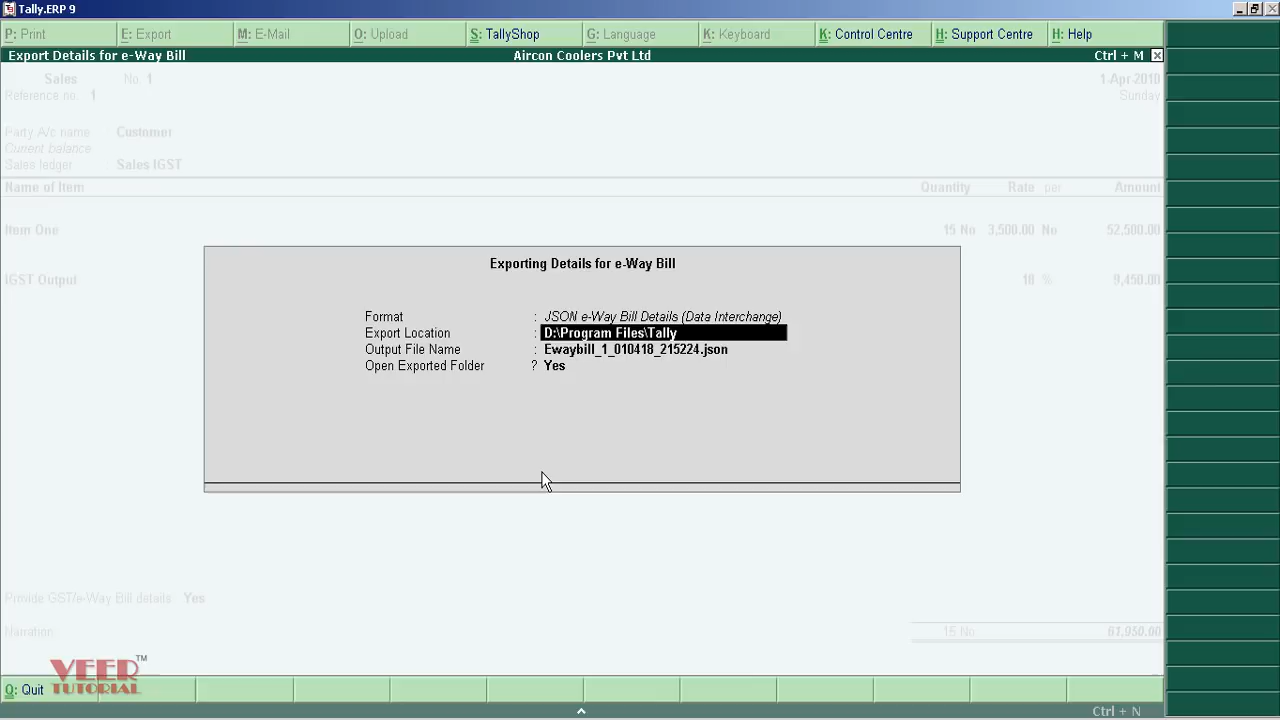 Tally.ERP 9
P: Print E: Export M: E-Mail O: Upload S: TallyShop G: Language K: Keyboard K: Control Centre H: Support Centre H: Help
Export Details for e-Way Bill Aircon Coolers Pvt Ltd Ctrl + M
Sales No. 1 1-Apr-2018
Reference no. 1 Sunday
Party A/c name Customer
Current balance
Sales ledger Sales IGST
Name of Item Quantity Rate per Amount
Item One 15 No 3,500.00 No 52,500.00
IGST Output 18 % 9,450.00
Exporting Details for e-Way Bill
Format : JSON e-Way Bill Details (Data Interchange)
Export Location : D:\Program Files\Tally
Output File Name : Ewaybill_1_010418_215224.json
Open Exported Folder ? Yes
Provide GST/e-Way Bill details Yes
Narration: 15 No 61,950.00
VEER TM
TUTORIAL
Q: Quit
Ctrl + N